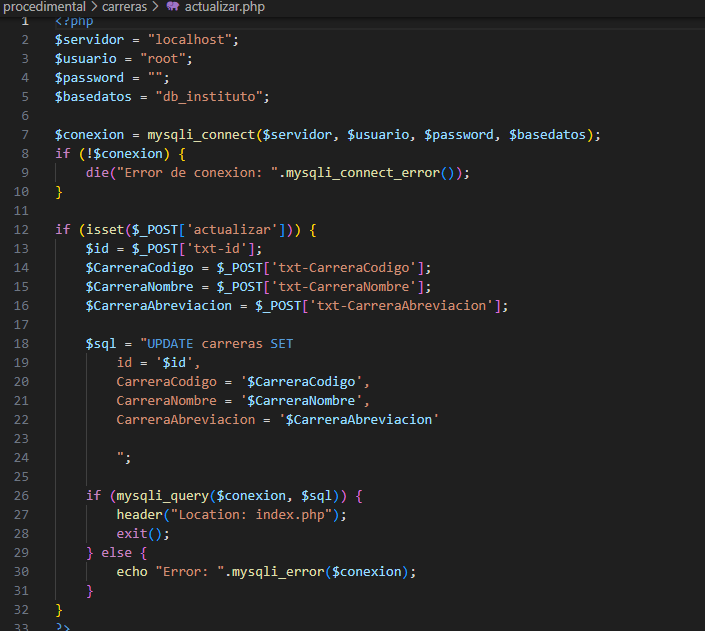 procedimental > carreras > actualizar.php
1 <?php
2 $servidor = "localhost";
3 $usuario = "root";
4 $password = "";
5 $basedatos = "db_instituto";
6
7 $conexion = mysqli_connect($servidor, $usuario, $password, $basedatos);
8 if (!$conexion) {
9 die("Error de conexion: ".mysqli_connect_error());
10 }
11
12 if (isset($_POST['actualizar'])) {
13 $id = $_POST['txt-id'];
14 $CarreraCodigo = $_POST['txt-CarreraCodigo'];
15 $CarreraNombre = $_POST['txt-CarreraNombre'];
16 $CarreraAbreviacion = $_POST['txt-CarreraAbreviacion'];
17
18 $sql = "UPDATE carreras SET
19 id = '$id',
20 CarreraCodigo = '$CarreraCodigo',
21 CarreraNombre = '$CarreraNombre',
22 CarreraAbreviacion = '$CarreraAbreviacion'
23
24 ";
25
26 if (mysqli_query($conexion, $sql)) {
27 header("Location: index.php");
28 exit();
29 } else {
30 echo "Error: ".mysqli_error($conexion);
31 }
32 }
33 ?>